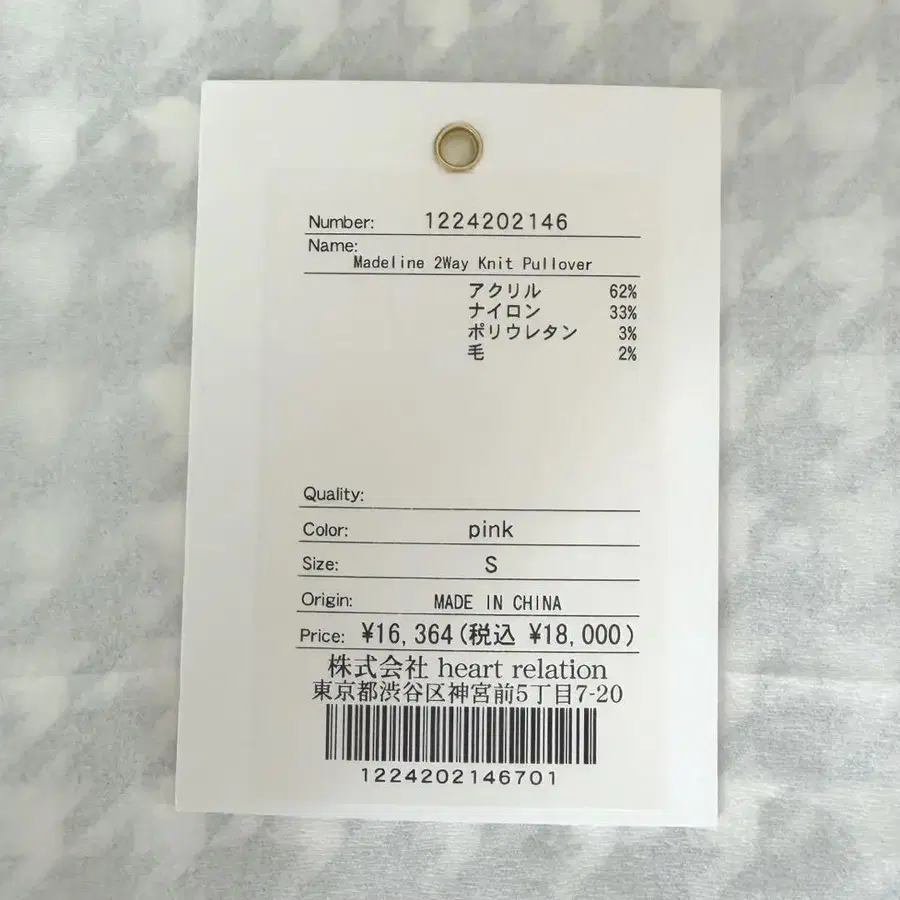 Number: 1224202146
Name:
Madeline 2Way Knit Pullover
アクリル 62%
ナイロン 33%
ポリウレタン 3%
毛 2%
Quality:
Color: pink
Size: S
Origin: MADE IN CHINA
Price: ¥16,364(税込 ¥18,000)
株式会社 heart relation
東京都渋谷区神宮前5丁目7-20
1224202146701